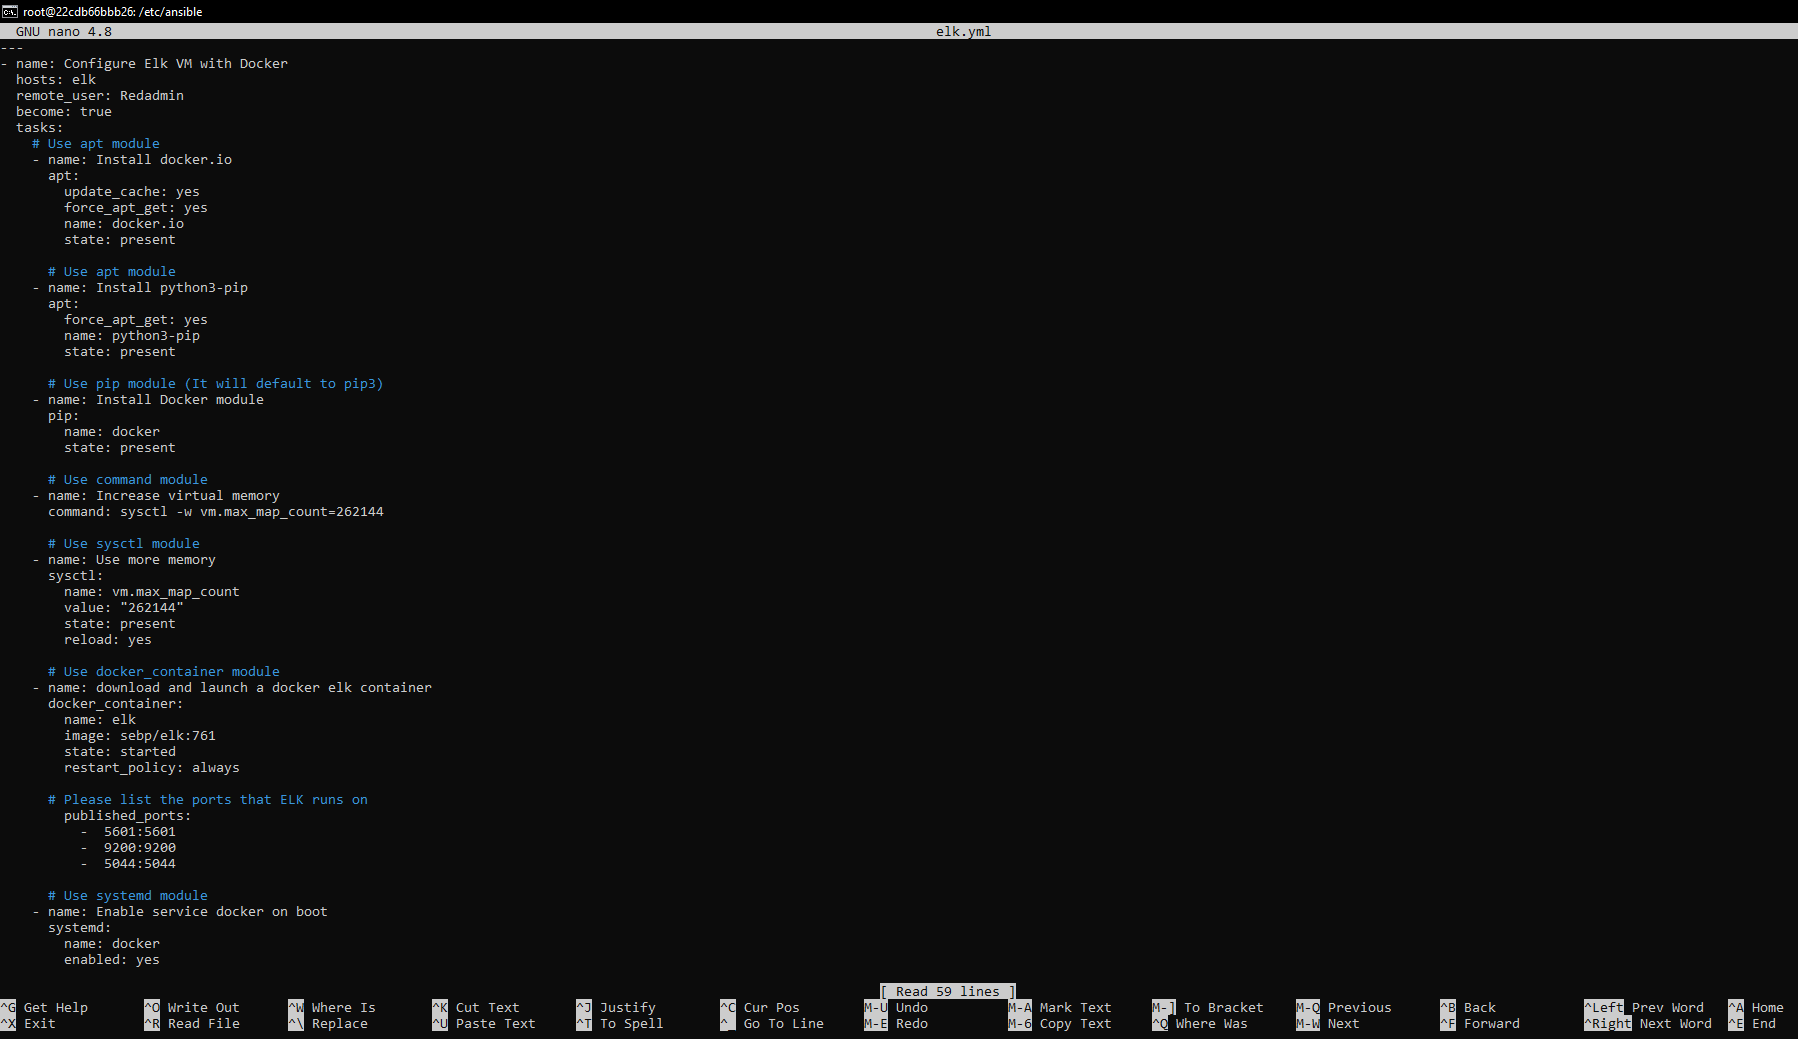 root@22cdb66bbb26: /etc/ansible
GNU nano 4.8 elk.yml
---
- name: Configure Elk VM with Docker
  hosts: elk
  remote_user: Redadmin
  become: true
  tasks:
    # Use apt module
    - name: Install docker.io
      apt:
        update_cache: yes
        force_apt_get: yes
        name: docker.io
        state: present

      # Use apt module
    - name: Install python3-pip
      apt:
        force_apt_get: yes
        name: python3-pip
        state: present

      # Use pip module (It will default to pip3)
    - name: Install Docker module
      pip:
        name: docker
        state: present

      # Use command module
    - name: Increase virtual memory
      command: sysctl -w vm.max_map_count=262144

      # Use sysctl module
    - name: Use more memory
      sysctl:
        name: vm.max_map_count
        value: "262144"
        state: present
        reload: yes

      # Use docker_container module
    - name: download and launch a docker elk container
      docker_container:
        name: elk
        image: sebp/elk:761
        state: started
        restart_policy: always

      # Please list the ports that ELK runs on
        published_ports:
          -  5601:5601
          -  9200:9200
          -  5044:5044

      # Use systemd module
    - name: Enable service docker on boot
      systemd:
        name: docker
        enabled: yes

[ Read 59 lines ]
^G Get Help ^O Write Out ^W Where Is ^K Cut Text ^J Justify ^C Cur Pos M-U Undo M-A Mark Text M-] To Bracket M-Q Previous ^B Back ^Left Prev Word ^A Home
^X Exit ^R Read File ^\ Replace ^U Paste Text ^T To Spell ^_ Go To Line M-E Redo M-6 Copy Text ^Q Where Was M-W Next ^F Forward ^Right Next Word ^E End